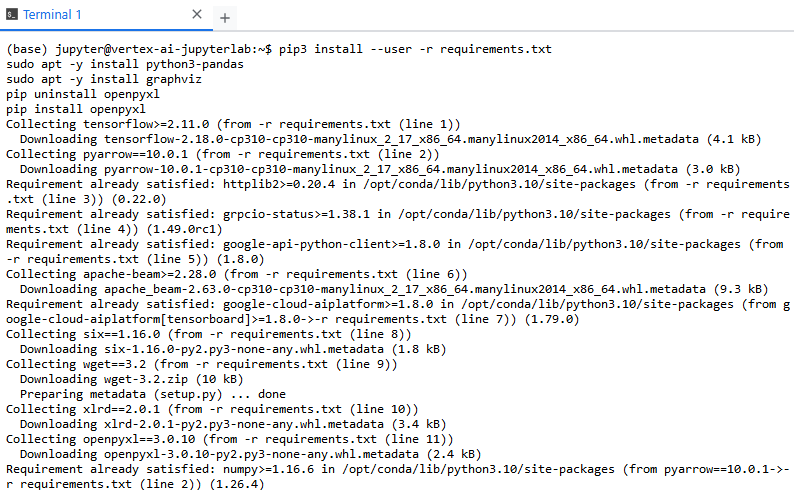 Terminal 1
(base) jupyter@vertex-ai-jupyterlab:~$ pip3 install --user -r requirements.txt
sudo apt -y install python3-pandas
sudo apt -y install graphviz
pip uninstall openpyxl
pip install openpyxl
Collecting tensorflow>=2.11.0 (from -r requirements.txt (line 1))
  Downloading tensorflow-2.18.0-cp310-cp310-manylinux_2_17_x86_64.manylinux2014_x86_64.whl.metadata (4.1 kB)
Collecting pyarrow==10.0.1 (from -r requirements.txt (line 2))
  Downloading pyarrow-10.0.1-cp310-cp310-manylinux_2_17_x86_64.manylinux2014_x86_64.whl.metadata (3.0 kB)
Requirement already satisfied: httplib2>=0.20.4 in /opt/conda/lib/python3.10/site-packages (from -r requirements
.txt (line 3)) (0.22.0)
Requirement already satisfied: grpcio-status>=1.38.1 in /opt/conda/lib/python3.10/site-packages (from -r require
ments.txt (line 4)) (1.49.0rc1)
Requirement already satisfied: google-api-python-client>=1.8.0 in /opt/conda/lib/python3.10/site-packages (from 
-r requirements.txt (line 5)) (1.8.0)
Collecting apache-beam>=2.28.0 (from -r requirements.txt (line 6))
  Downloading apache_beam-2.63.0-cp310-cp310-manylinux_2_17_x86_64.manylinux2014_x86_64.whl.metadata (9.3 kB)
Requirement already satisfied: google-cloud-aiplatform>=1.8.0 in /opt/conda/lib/python3.10/site-packages (from g
oogle-cloud-aiplatform[tensorboard]>=1.8.0->-r requirements.txt (line 7)) (1.79.0)
Collecting six==1.16.0 (from -r requirements.txt (line 8))
  Downloading six-1.16.0-py2.py3-none-any.whl.metadata (1.8 kB)
Collecting wget==3.2 (from -r requirements.txt (line 9))
  Downloading wget-3.2.zip (10 kB)
  Preparing metadata (setup.py) ... done
Collecting xlrd==2.0.1 (from -r requirements.txt (line 10))
  Downloading xlrd-2.0.1-py2.py3-none-any.whl.metadata (3.4 kB)
Collecting openpyxl==3.0.10 (from -r requirements.txt (line 11))
  Downloading openpyxl-3.0.10-py2.py3-none-any.whl.metadata (2.4 kB)
Requirement already satisfied: numpy>=1.16.6 in /opt/conda/lib/python3.10/site-packages (from pyarrow==10.0.1->-
r requirements.txt (line 2)) (1.26.4)